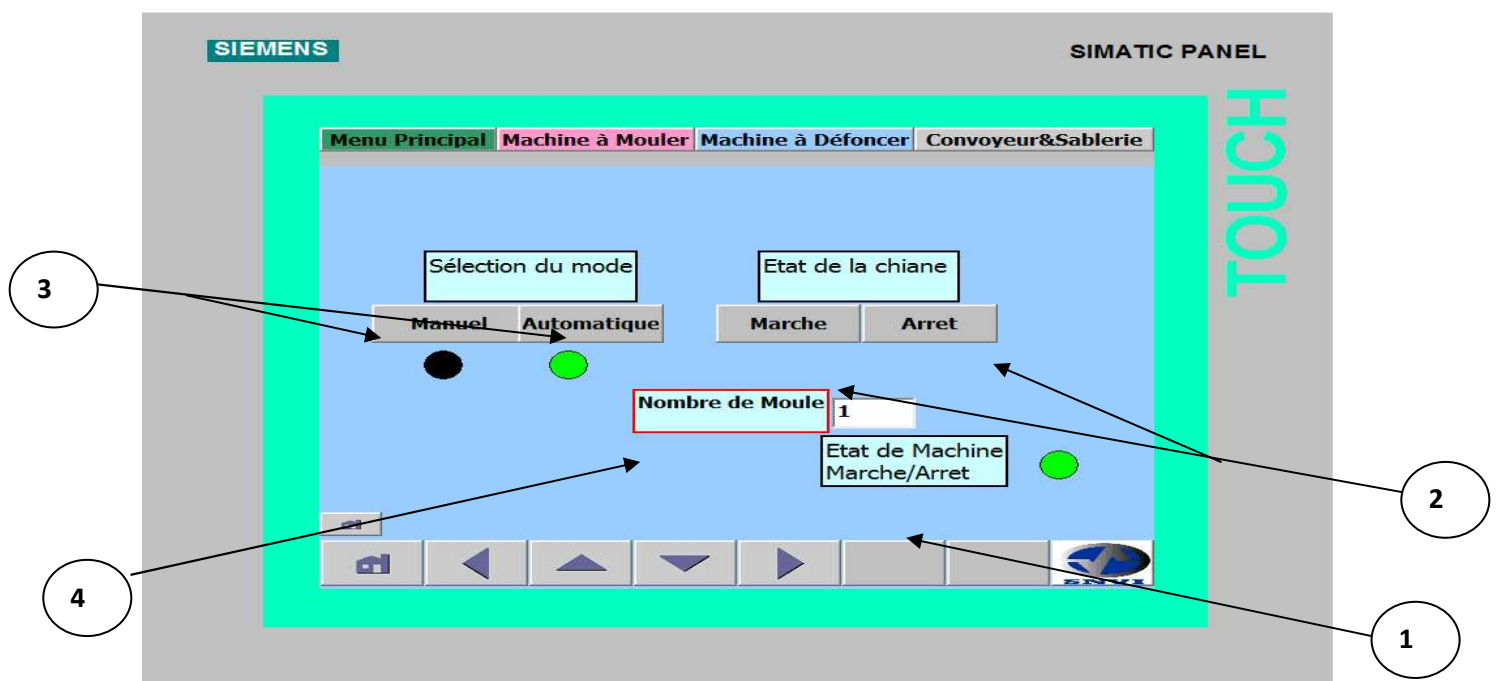 SIEMENS
SIMATIC PANEL
TOUCH
Menu Principal Machine à Mouler Machine à Défoncer Convoyeur&Sablerie
Sélection du mode
Etat de la chiane
3
Manuel Automatique Marche Arret
Nombre de Moule 1
Etat de Machine
Marche/Arret
2
SNVI
4
1